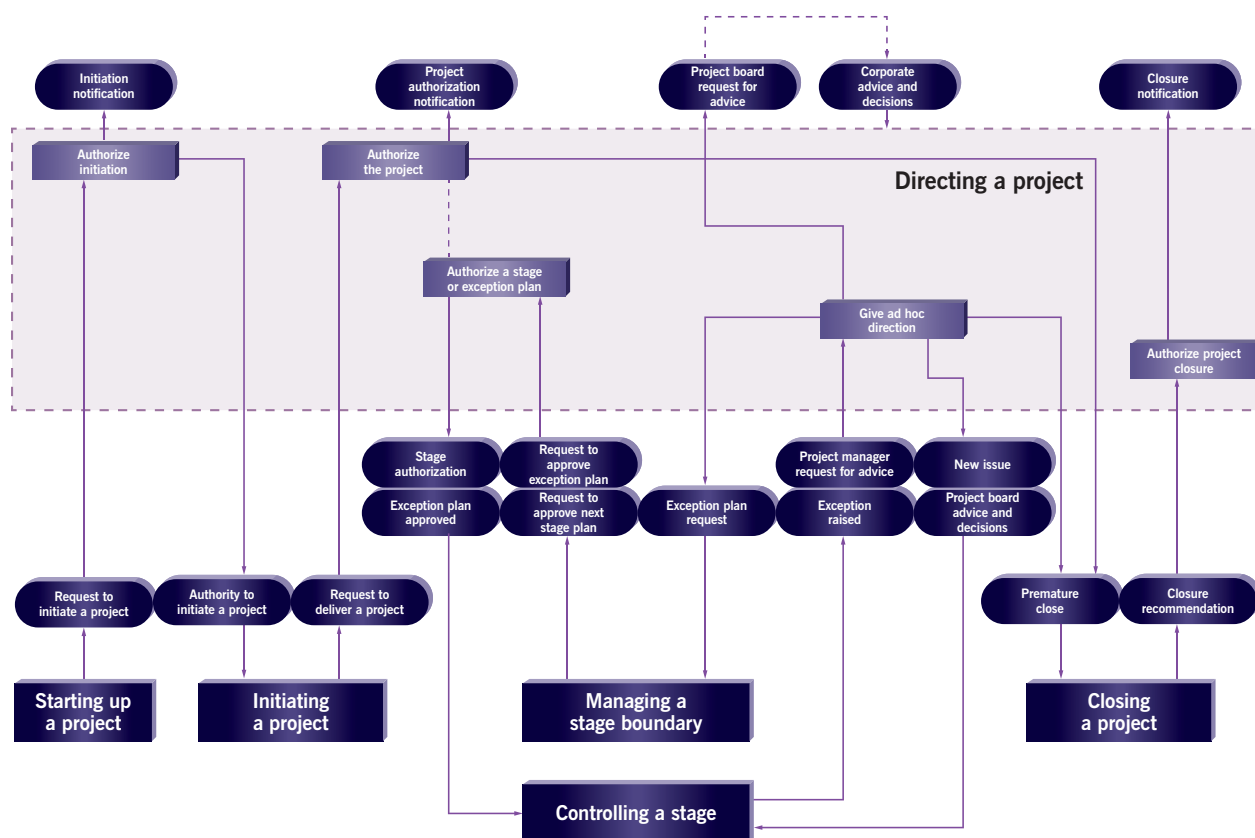 Initiation
notification
Project
authorization
notification
Project board
request for
advice
Corporate
advice and
decisions
Closure
notification
Authorize
initiation
Authorize
the project
Directing a project
Authorize a stage
or exception plan
Give ad hoc
direction
Authorize project
closure
Stage
authorization
Request to
approve
exception plan
Project manager
request for advice
New issue
Exception plan
approved
Request to
approve next
stage plan
Exception plan
request
Exception
raised
Project board
advice and
decisions
Request to
initiate a project
Authority to
initiate a project
Request to
deliver a project
Premature
close
Closure
recommendation
Starting up
a project
Initiating
a project
Managing a
stage boundary
Closing
a project
Controlling a stage